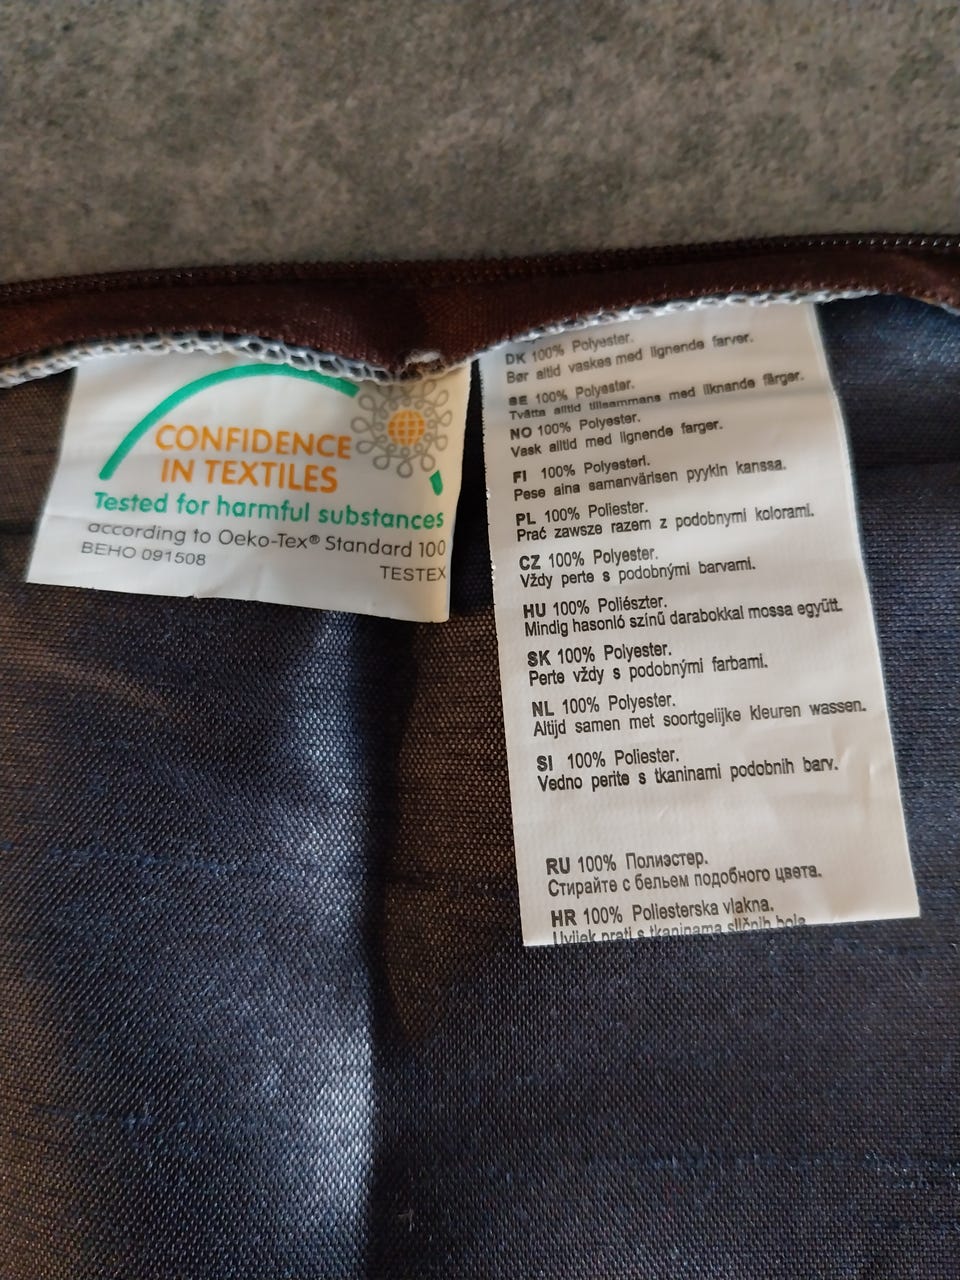 CONFIDENCE
IN TEXTILES
Tested for harmful substances
according to Oeko-Tex® Standard 100
BEHO 091508
TESTEX
DK 100% Polyester.
Bør altid vaskes med lignende farver.
SE 100% Polyester.
Tvätta alltid tillsammans med liknande färger.
NO 100% Polyester.
Vask alltid med lignende farger.
FI 100% Polyesteri.
Pese aina samanvärisen pyykin kanssa.
PL 100% Poliester.
Prać zawsze razem z podobnymi kolorami.
CZ 100% Polyester.
Vždy perte s podobnými barvami.
HU 100% Poliészter.
Mindig hasonló színű darabokkal mossa együtt.
SK 100% Polyester.
Perte vždy s podobnými farbami.
NL 100% Polyester.
Altijd samen met soortgelijke kleuren wassen.
SI 100% Poliester.
Vedno perite s tkaninami podobnih barv.
RU 100% Полиэстер.
Стирайте с бельем подобного цвета.
HR 100% Poliesterska vlakna.
Uvijek prati s tkaninama sličnih boja